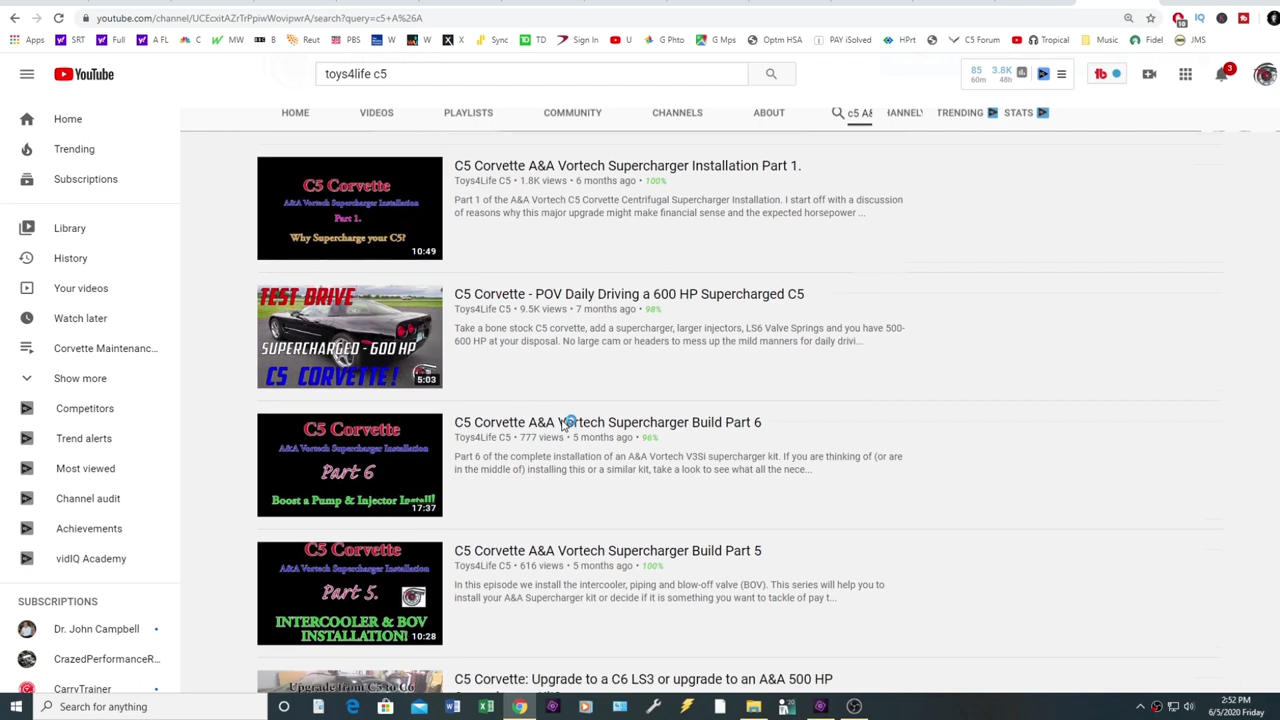 youtube.com/channel/UCEcxitAZrTrPpiwWovipwrA/search?query=c5+A%26A
Apps SRT Full A FL C MW B Reut PBS W W X Sync TD Sign In U G Phto G Mps Optm HSA PAY iSolved HPrt C5 Forum Tropical Music Fidel JMS
YouTube
toys4life c5
85 60m 3.8K 48h
tb
3
HOME VIDEOS PLAYLISTS COMMUNITY CHANNELS ABOUT c5 A& TRENDING STATS
Home
Trending
Subscriptions
Library
History
Your videos
Watch later
Corvette Maintenanc...
Show more
Competitors
Trend alerts
Most viewed
Channel audit
Achievements
vidIQ Academy
SUBSCRIPTIONS
Dr. John Campbell
CrazedPerformanceR...
CarryTrainer
C5 Corvette
A&A Vortech Supercharger Installation
Part 1.
Why Supercharge your C5?
10:49
C5 Corvette A&A Vortech Supercharger Installation Part 1.
Toys4Life C5 • 1.8K views • 6 months ago • 100%
Part 1 of the A&A Vortech C5 Corvette Centrifugal Supercharger Installation. I start off with a discussion
of reasons why this major upgrade might make financial sense and the expected horsepower ...
TEST DRIVE
SUPERCHARGED - 600 HP
C5 CORVETTE!
5:03
C5 Corvette - POV Daily Driving a 600 HP Supercharged C5
Toys4Life C5 • 9.5K views • 7 months ago • 98%
Take a bone stock C5 corvette, add a supercharger, larger injectors, LS6 Valve Springs and you have 500-
600 HP at your disposal. No large cam or headers to mess up the mild manners for daily drivi...
C5 Corvette
A&A Vortech Supercharger Installation
Part 6
Boost a Pump & Injector Install!
17:37
C5 Corvette A&A Vortech Supercharger Build Part 6
Toys4Life C5 • 777 views • 5 months ago • 96%
Part 6 of the complete installation of an A&A Vortech V3Si supercharger kit. If you are thinking of (or are
in the middle of) installing this or a similar kit, take a look to see what all the nece...
C5 Corvette
A&A Vortech Supercharger Installation
Part 5.
INTERCOOLER & BOV
INSTALLATION!
10:28
C5 Corvette A&A Vortech Supercharger Build Part 5
Toys4Life C5 • 616 views • 5 months ago • 100%
In this episode we install the intercooler, piping and blow-off valve (BOV). This series will help you to
install your A&A Supercharger kit or decide if it is something you want to tackle of pay t...
Upgrade from C5 to C6
C5 Corvette: Upgrade to a C6 LS3 or upgrade to an A&A 500 HP
Search for anything
2:52 PM
6/5/2020 Friday